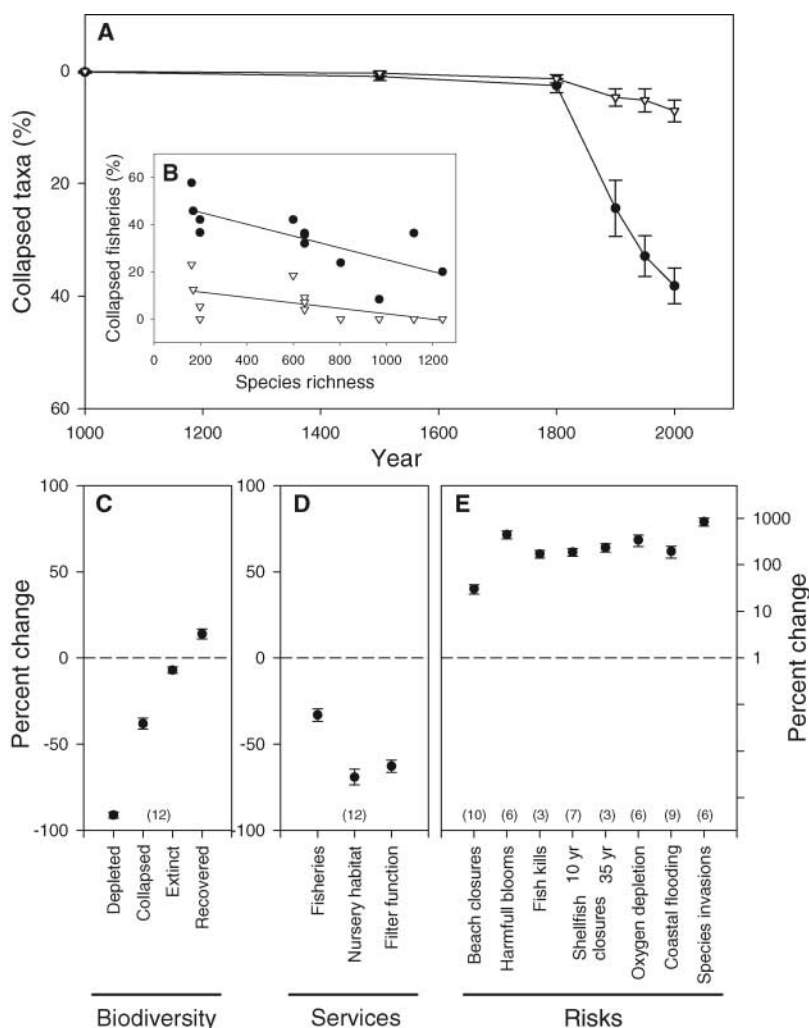 A
Collapsed taxa (%)
0
20
40
60
B
Collapsed fisheries (%)
60
40
20
0
0 200 400 600 800 1000 1200
Species richness
1000 1200 1400 1600 1800 2000
Year
C
Percent change
100
50
0
-50
-100
(12)
Depleted
Collapsed
Extinct
Recovered
Biodiversity
D
100
50
0
-50
-100
(12)
Fisheries
Nursery habitat
Filter function
Services
E
1000
100
10
1
Percent change
(10) (6) (3) (7) (3) (6) (9) (6)
Beach closures
Harmfull blooms
Fish kills
Shellfish 10 yr
closures 35 yr
Oxygen depletion
Coastal flooding
Species invasions
Risks